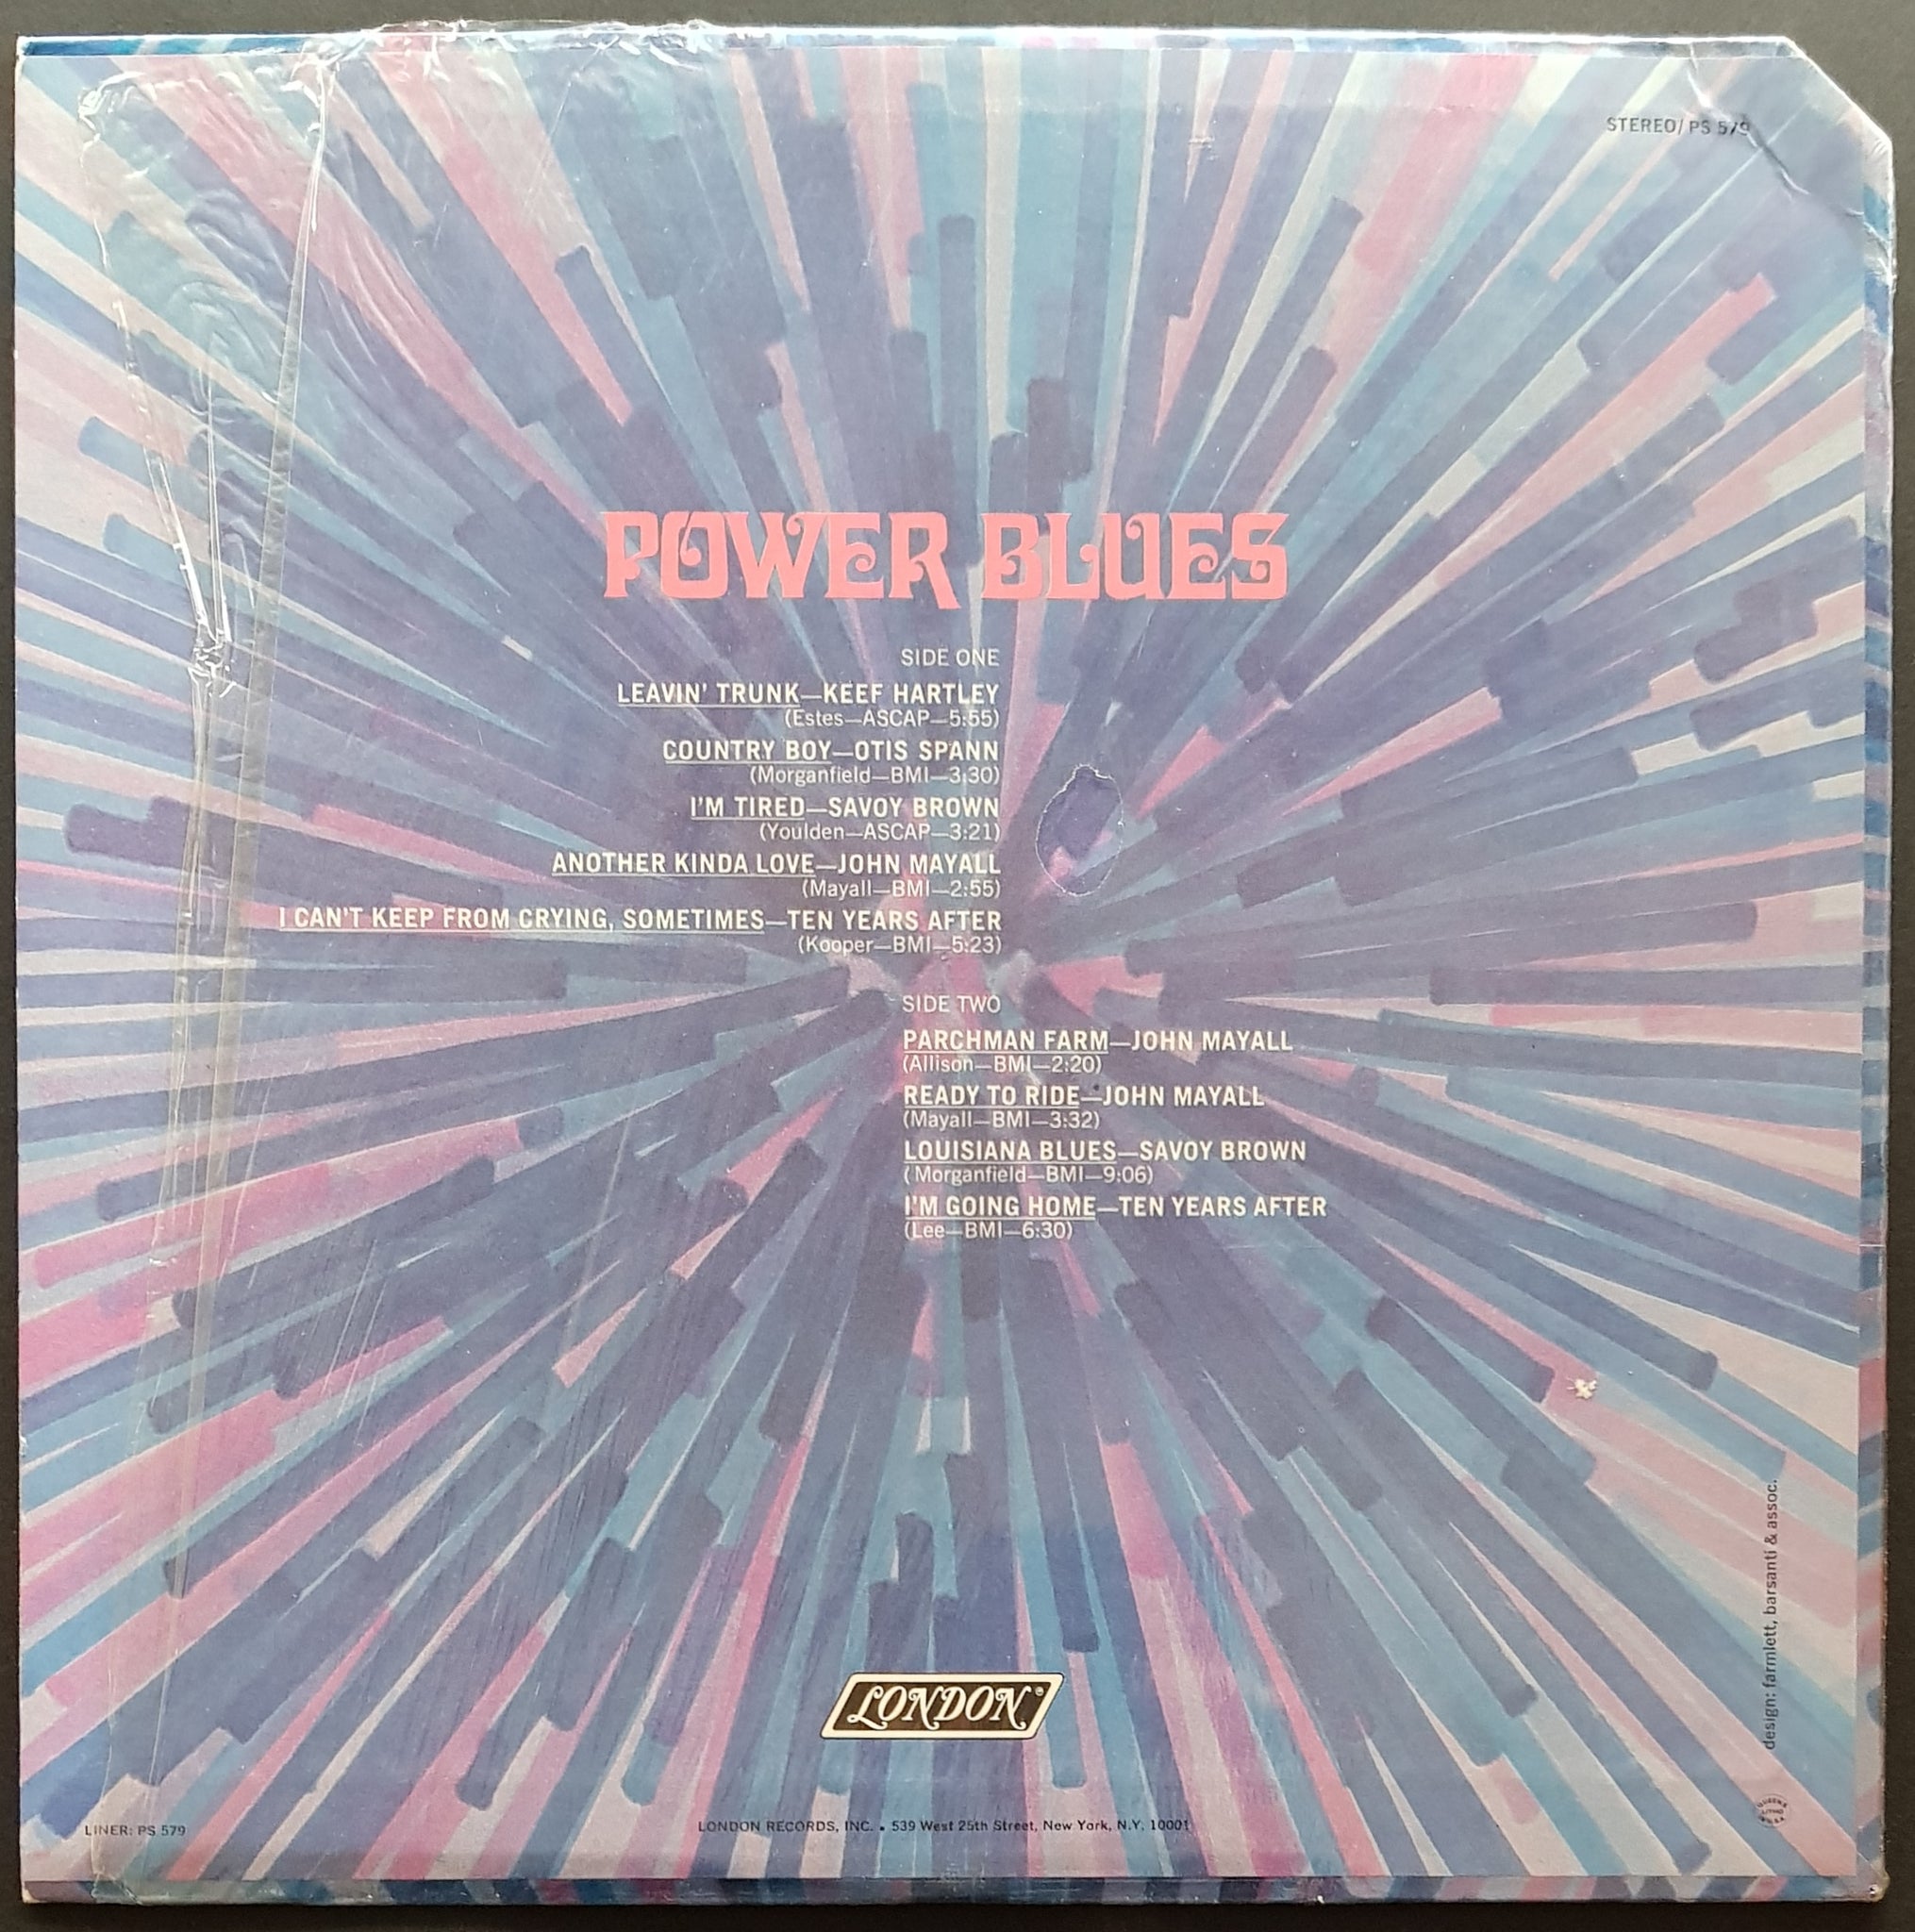 STEREO/ PS 579
POWER BLUES
SIDE ONE
LEAVIN' TRUNK—KEEF HARTLEY
(Estes—ASCAP—5:55)
COUNTRY BOY—OTIS SPANN
(Morganfield—BMI—3:30)
I'M TIRED—SAVOY BROWN
(Youlden—ASCAP—3:21)
ANOTHER KINDA LOVE—JOHN MAYALL
(Mayall—BMI—2:55)
I CAN'T KEEP FROM CRYING, SOMETIMES—TEN YEARS AFTER
(Kooper—BMI—5:23)
SIDE TWO
PARCHMAN FARM—JOHN MAYALL
(Allison—BMI—2:20)
READY TO RIDE—JOHN MAYALL
(Mayall—BMI—3:32)
LOUISIANA BLUES—SAVOY BROWN
( Morganfield—BMI—9:06)
I'M GOING HOME—TEN YEARS AFTER
(Lee—BMI—6:30)
design: farmlett, barsanti & assoc.
LONDON®
LINER: PS 579
LONDON RECORDS, INC. • 539 West 25th Street, New York, N.Y. 10001
QUEENS
LITHO